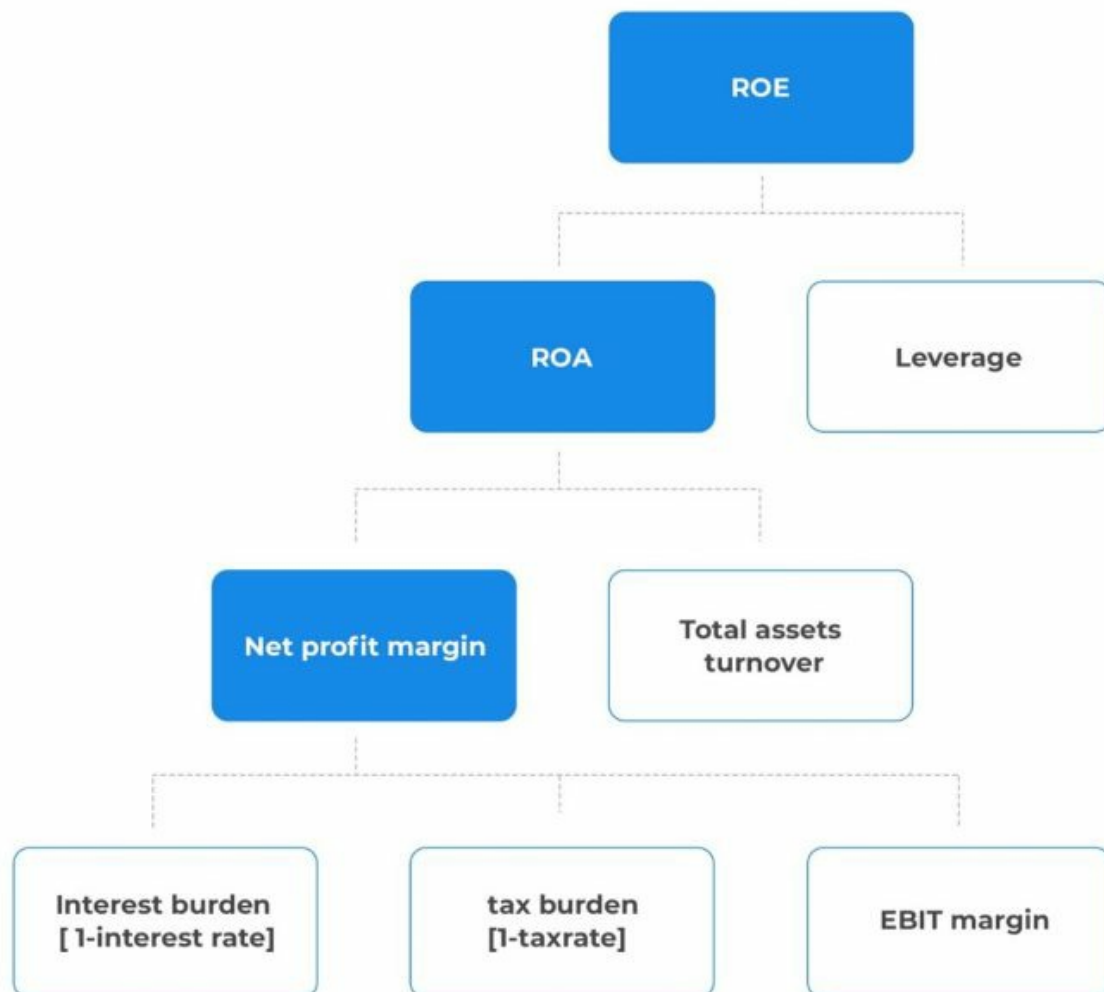 ROE
ROA
Leverage
Net profit margin
Total assets
turnover
Interest burden
[ 1-interest rate]
tax burden
[1-taxrate]
EBIT margin